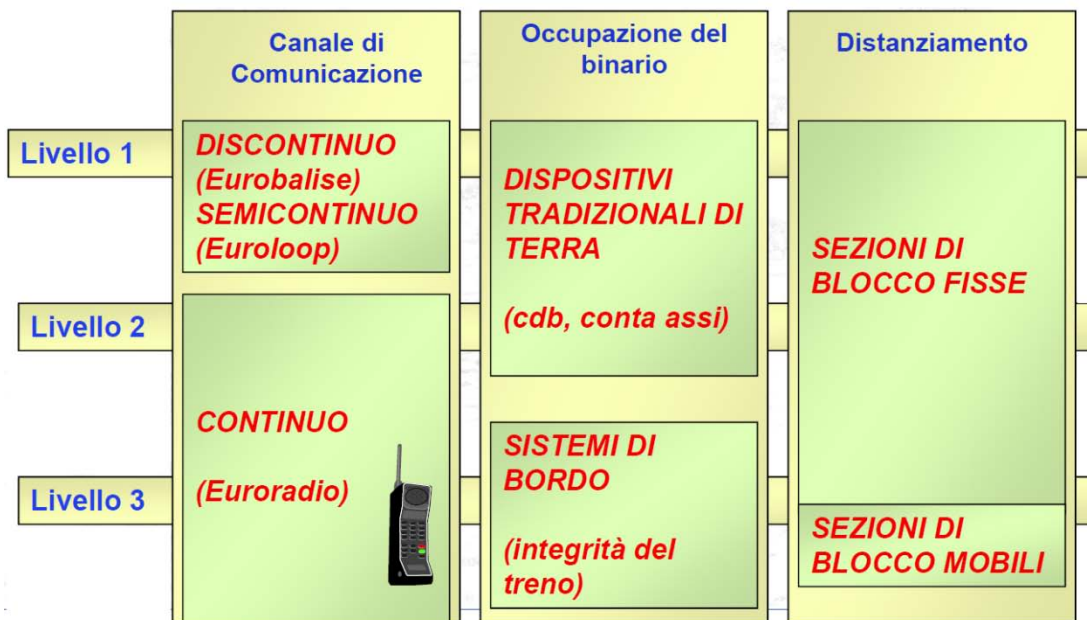 Canale di
Comunicazione
Occupazione del
binario
Distanziamento
Livello 1
DISCONTINUO
(Eurobalise)
SEMICONTINUO
(Euroloop)
DISPOSITIVI
TRADIZIONALI DI
TERRA
(cdb, conta assi)
SEZIONI DI
BLOCCO FISSE
Livello 2
CONTINUO
(Euroradio)
Livello 3
SISTEMI DI
BORDO
(integrità del
treno)
SEZIONI DI
BLOCCO MOBILI